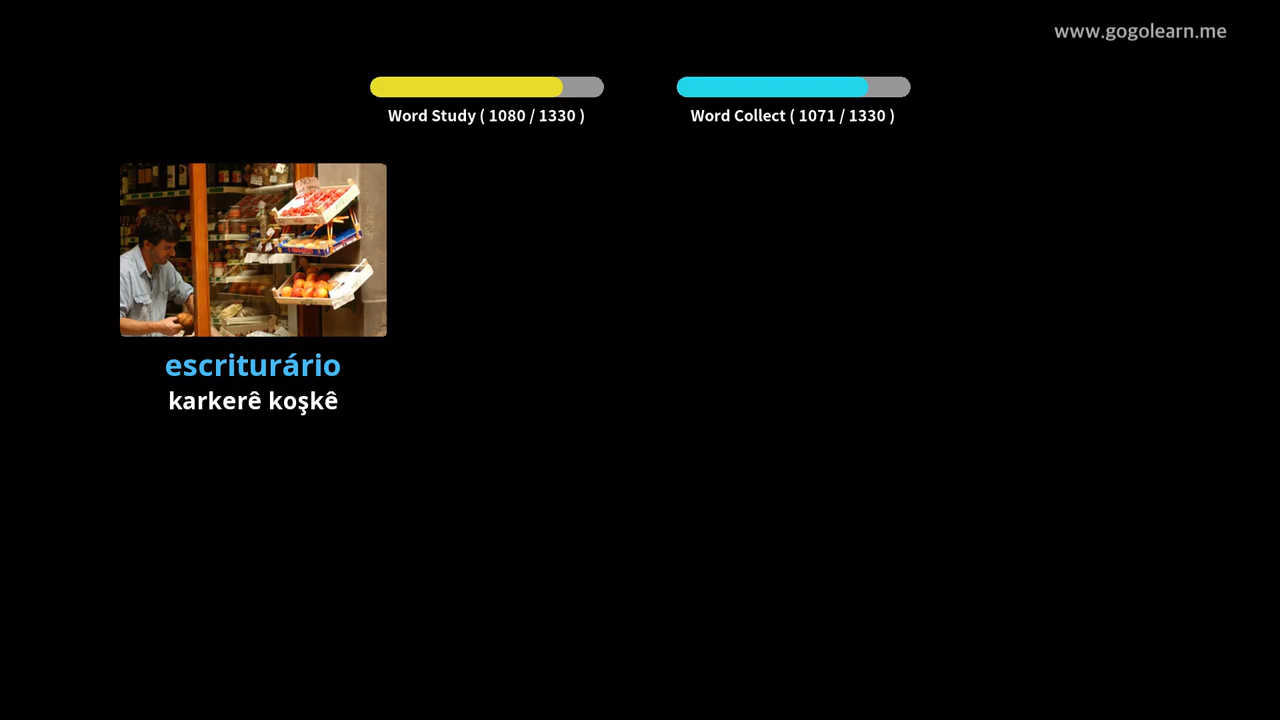 www.gogolearn.me
Word Study ( 1080 / 1330 )
Word Collect ( 1071 / 1330 )
escriturário
karkerê koşkê